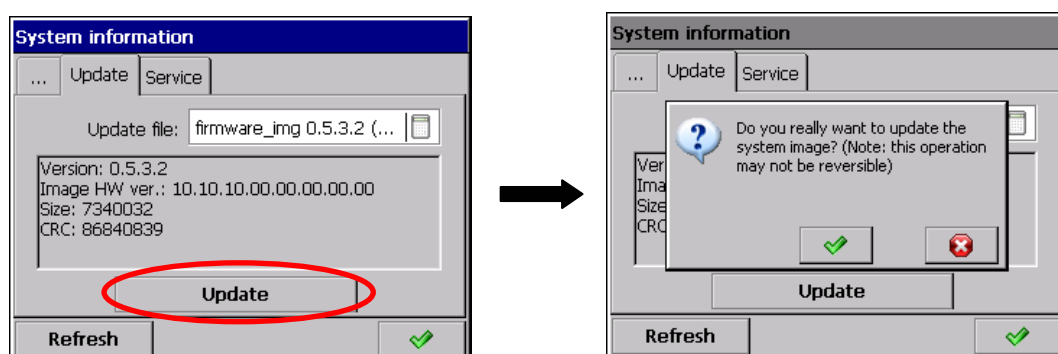 System information
... Update Service
Update file: firmware_img 0.5.3.2 (...
Version: 0.5.3.2
Image HW ver.: 10.10.10.00.00.00.00.00
Size: 7340032
CRC: 86840839
Update
Refresh
System information
... Update Service
Do you really want to update the
system image? (Note: this operation
may not be reversible)
Ver
Ima
Size
CRC
Update
Refresh